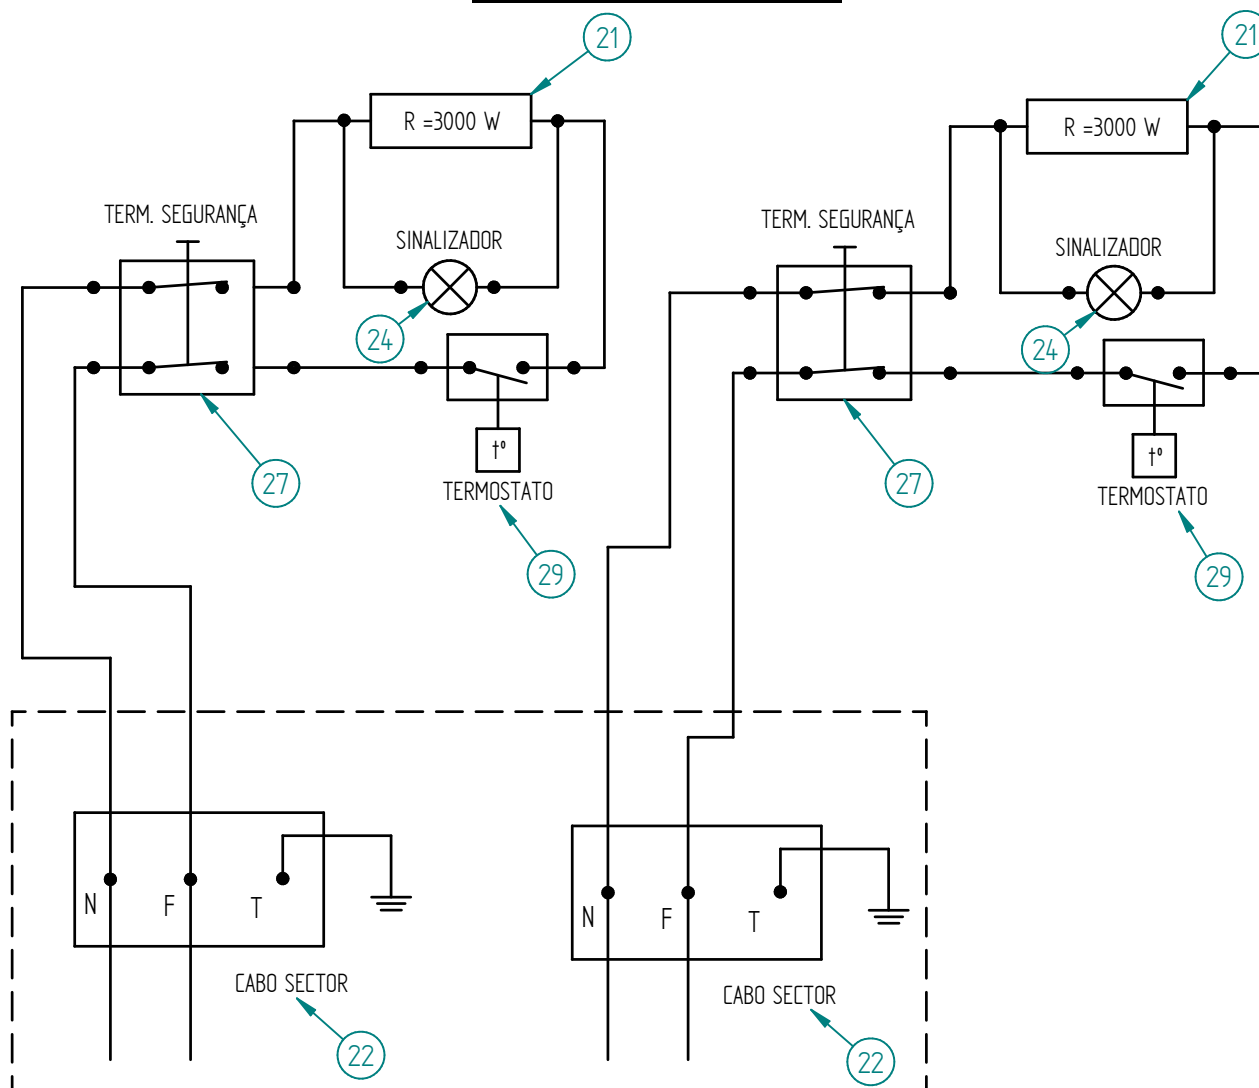 21
R =3000 W
TERM. SEGURANÇA
SINALIZADOR
24
27
t°
TERMOSTATO
29
N
F
T
CABO SECTOR
22
21
R =3000 W
TERM. SEGURANÇA
SINALIZADOR
24
27
t°
TERMOSTATO
29
N
F
T
CABO SECTOR
22